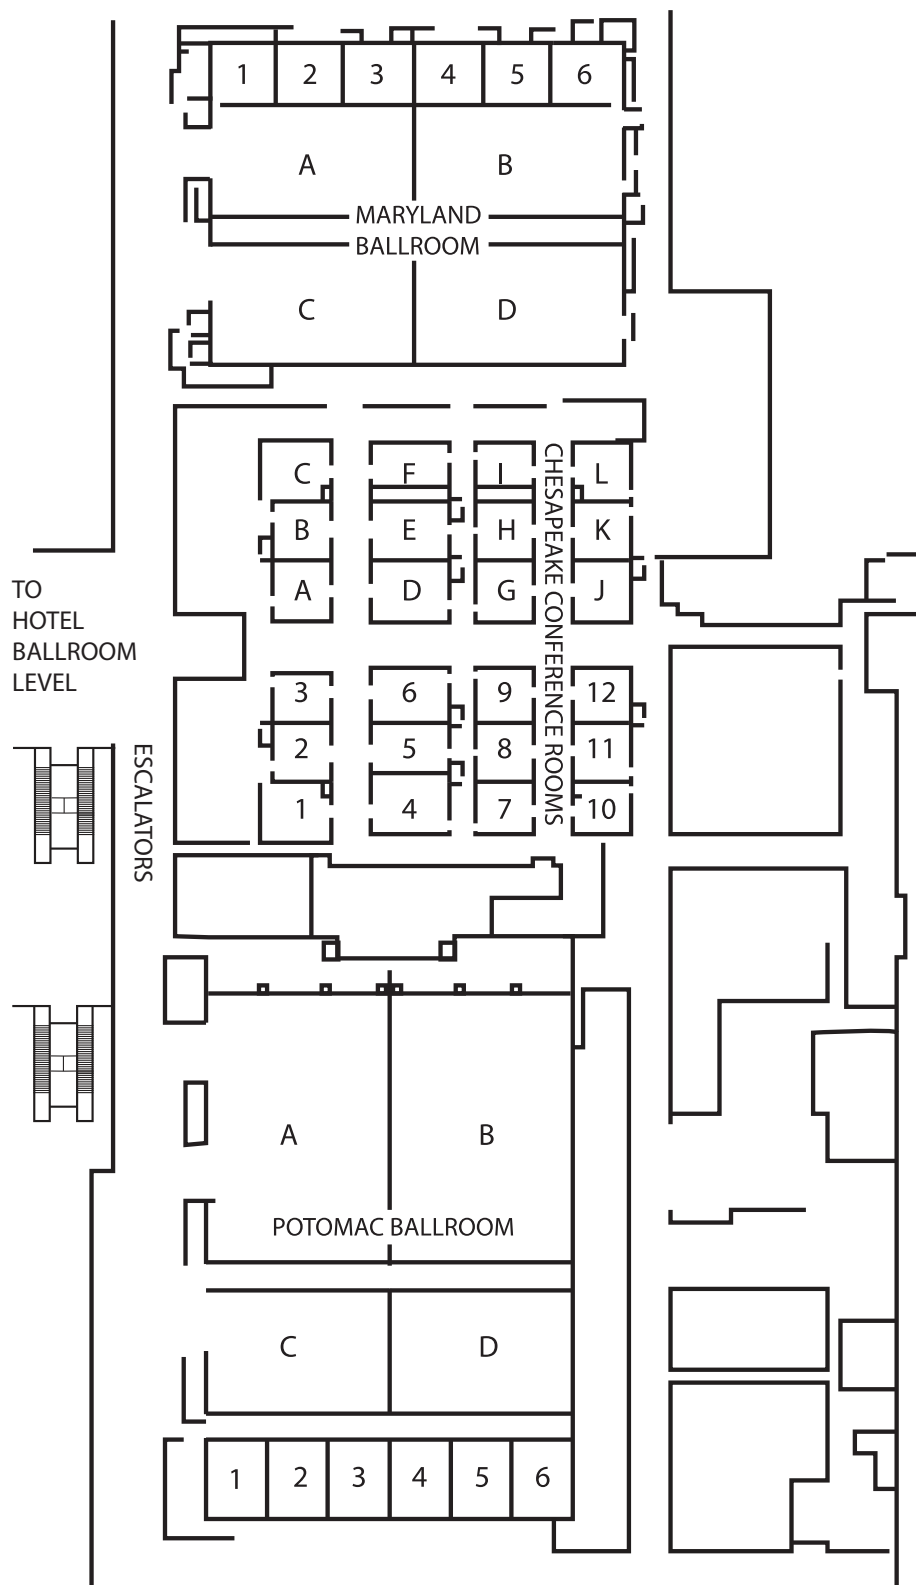 1 2 3 4 5 6
A B
MARYLAND
BALLROOM
C D
C F I L
B E H K
A D G J
CHESAPEAKE CONFERENCE ROOMS
TO
HOTEL
BALLROOM
LEVEL
3 6 9 12
2 5 8 11
1 4 7 10
ESCALATORS
A B
POTOMAC BALLROOM
C D
1 2 3 4 5 6